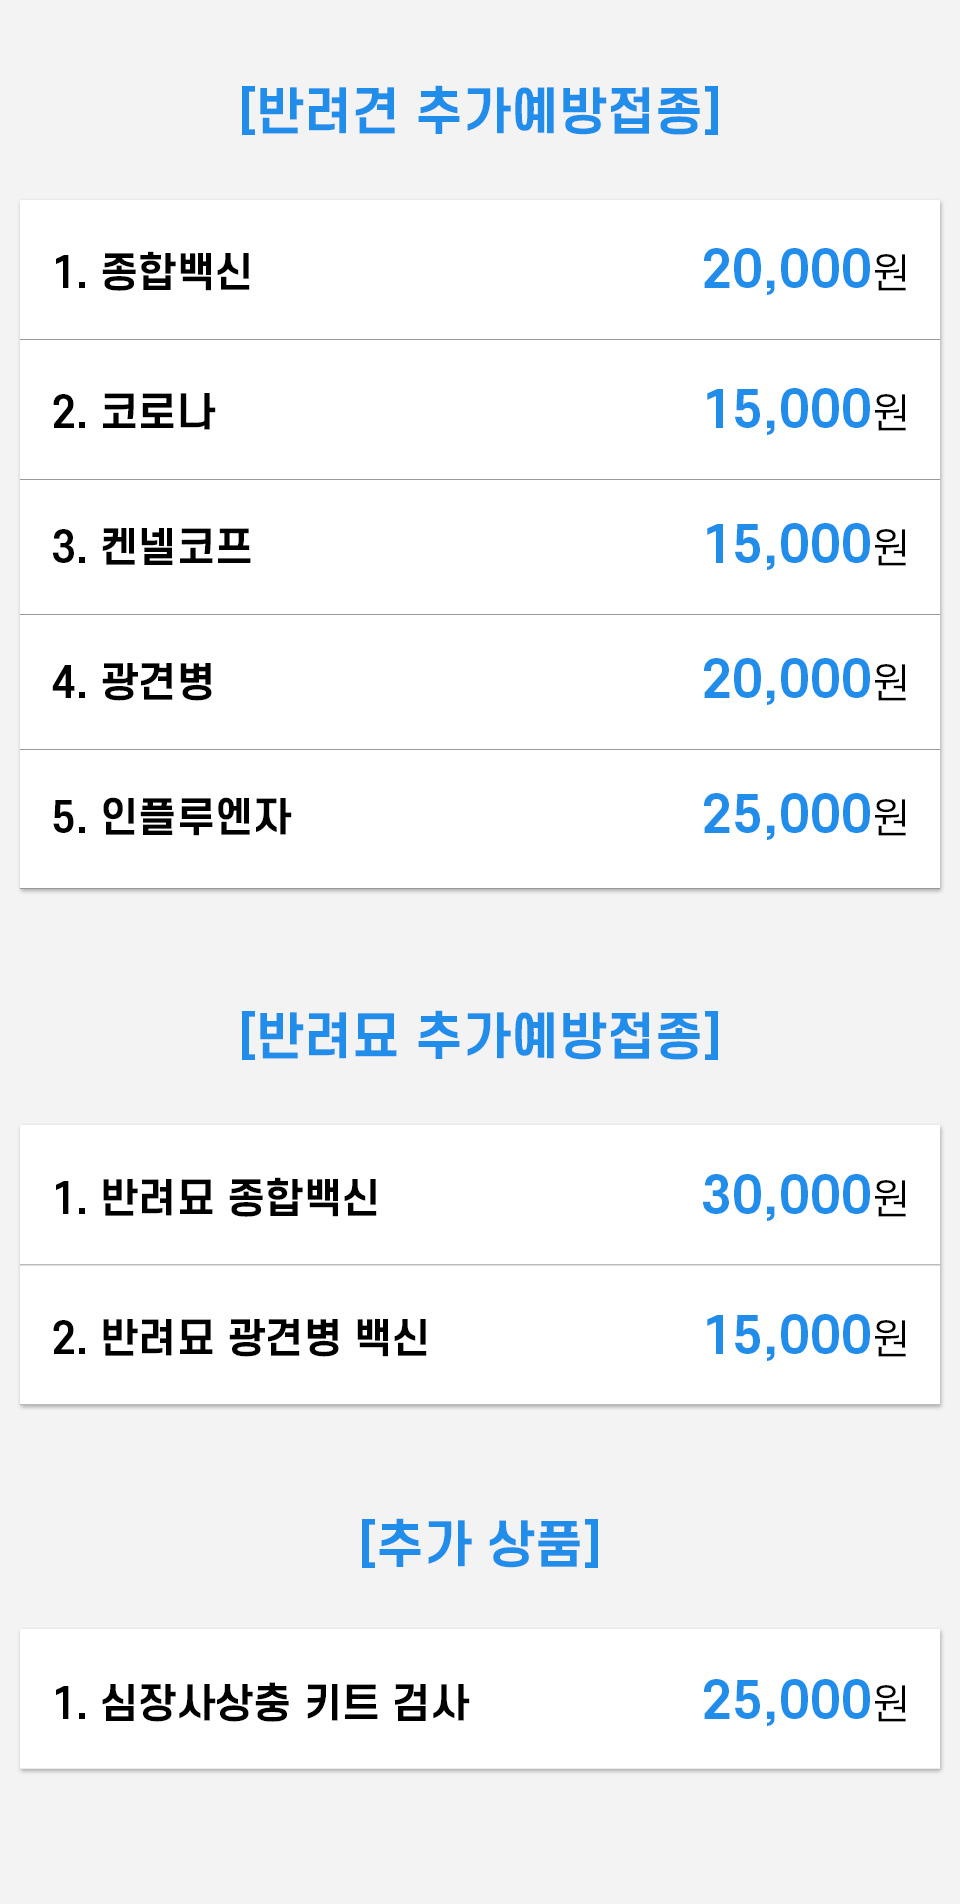 [반려견 추가예방접종]
1. 종합백신 20,000원
2. 코로나 15,000원
3. 켄넬코프 15,000원
4. 광견병 20,000원
5. 인플루엔자 25,000원
[반려묘 추가예방접종]
1. 반려묘 종합백신 30,000원
2. 반려묘 광견병 백신 15,000원
[추가 상품]
1. 심장사상충 키트 검사 25,000원